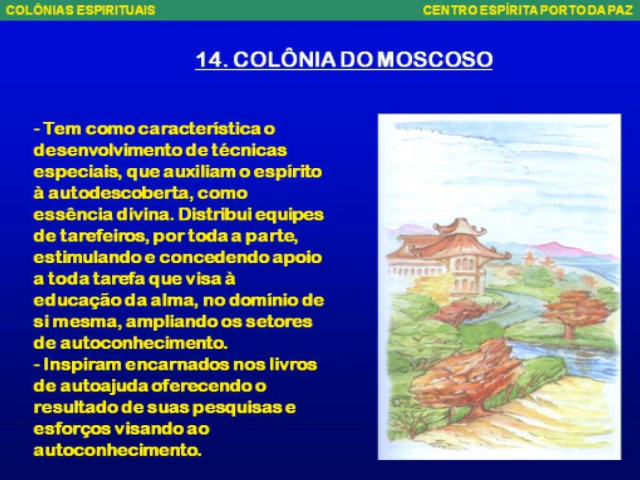 COLÔNIAS ESPIRITUAIS
CENTRO ESPÍRITA PORTO DA PAZ
14. COLÔNIA DO MOSCOSO
- Tem como característica o
desenvolvimento de técnicas
especiais, que auxiliam o espírito
à autodescoberta, como
essência divina. Distribui equipes
de tarefeiros, por toda a parte,
estimulando e concedendo apoio
a toda tarefa que visa à
educação da alma, no domínio de
si mesma, ampliando os setores
de autoconhecimento.
- Inspiram encarnados nos livros
de autoajuda oferecendo o
resultado de suas pesquisas e
esforços visando ao
autoconhecimento.